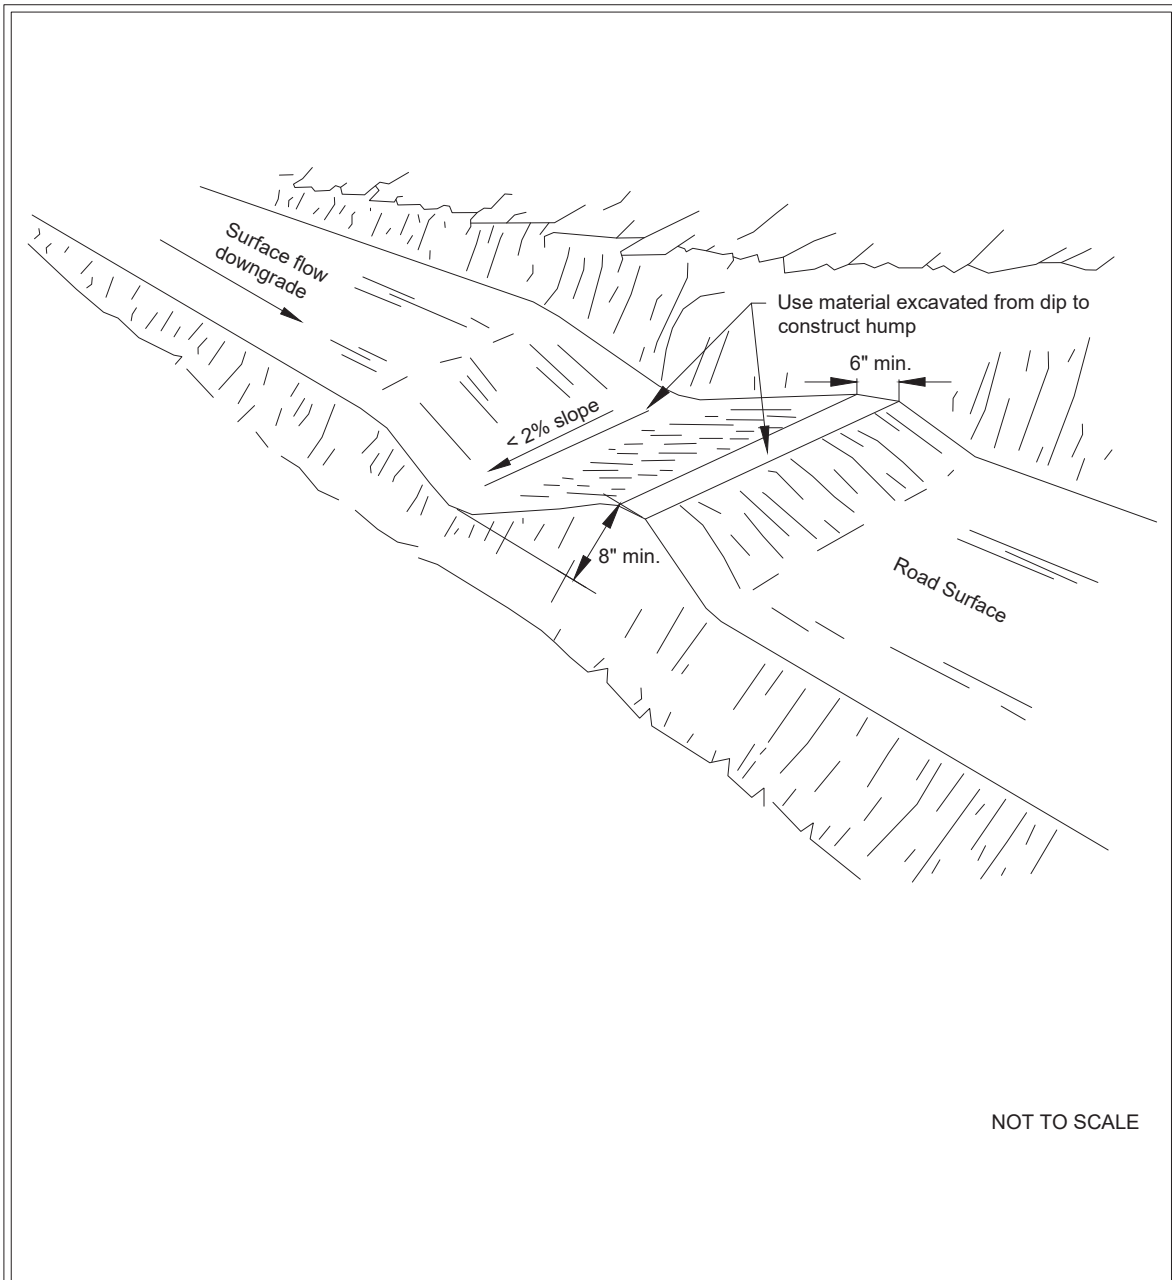 Surface flow
downgrade
Use material excavated from dip to
construct hump
6" min.
< 2% slope
8" min.
Road Surface
NOT TO SCALE